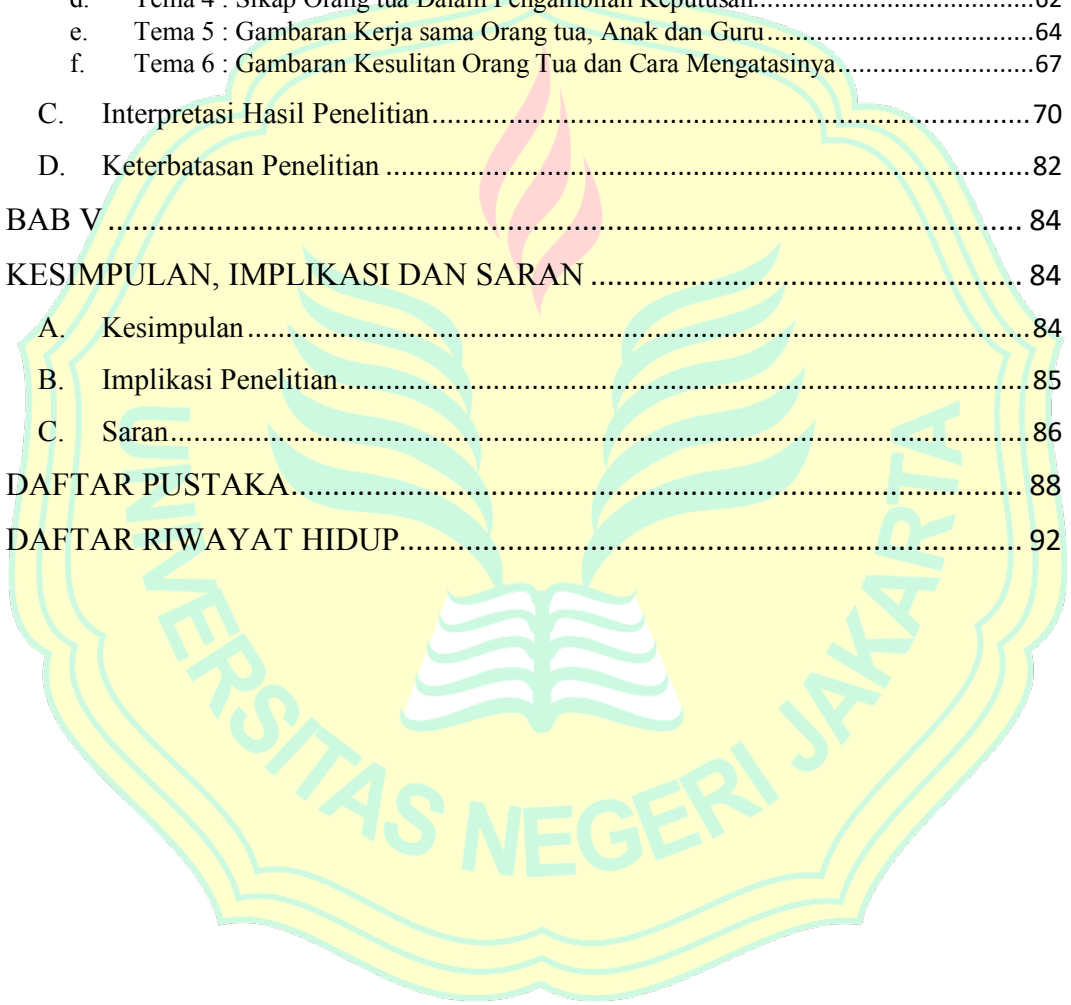 d. Tema 4 : Sikap Orang tua Dalam Pengambilan Keputusan....................................................62
e. Tema 5 : Gambaran Kerja sama Orang tua, Anak dan Guru..................................................64
f. Tema 6 : Gambaran Kesulitan Orang Tua dan Cara Mengatasinya......................................67
C. Interpretasi Hasil Penelitian....................................................................................70
D. Keterbatasan Penelitian..........................................................................................82
BAB V................................................................................................................ 84
KESIMPULAN, IMPLIKASI DAN SARAN.................................................... 84
A. Kesimpulan............................................................................................................84
B. Implikasi Penelitian................................................................................................85
C. Saran......................................................................................................................86
DAFTAR PUSTAKA......................................................................................... 88
DAFTAR RIWAYAT HIDUP............................................................................ 92
UNIVERSITAS NEGERI JAKARTA